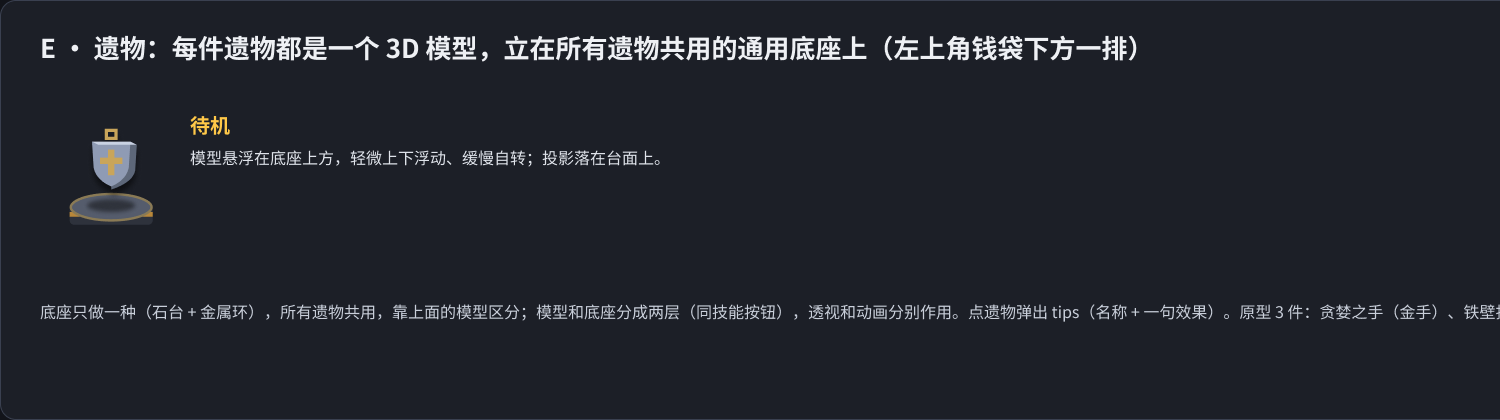 E · 遗物：每件遗物都是一个 3D 模型，立在所有遗物共用的通用底座上（左上角钱袋下方一排）
待机
模型悬浮在底座上方，轻微上下浮动、缓慢自转；投影落在台面上。
底座只做一种（石台 + 金属环），所有遗物共用，靠上面的模型区分；模型和底座分成两层（同技能按钮），透视和动画分别作用。点遗物弹出 tips（名称 + 一句效果）。原型 3 件：贪婪之手（金手）、铁壁